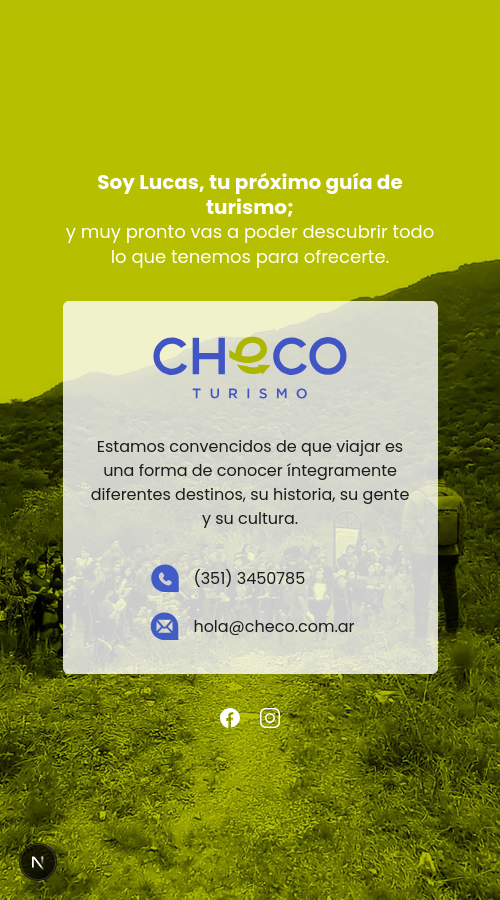 Soy Lucas, tu próximo guía de
turismo;
y muy pronto vas a poder descubrir todo
lo que tenemos para ofrecerte.
CHeCO
TURISMO
Estamos convencidos de que viajar es
una forma de conocer íntegramente
diferentes destinos, su historia, su gente
y su cultura.
(351) 3450785
hola@checo.com.ar
N